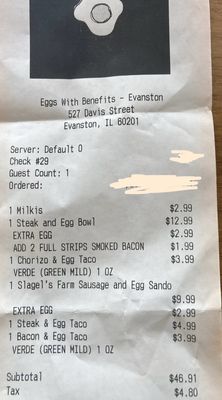 Eggs With Benefits - Evanston
527 Davis Street
Evanston, IL 60201
Server: Default 0
Check #29
Guest Count: 1
Ordered:
1 Milkis $2.99
1 Steak and Egg Bowl $12.99
EXTRA EGG $2.99
ADD 2 FULL STRIPS SMOKED BACON $1.99
1 Chorizo & Egg Taco $3.99
VERDE (GREEN MILD) 1 OZ
1 Slagel's Farm Sausage and Egg Sando
$9.99
EXTRA EGG $2.99
1 Steak & Egg Taco $4.99
1 Bacon & Egg Taco $3.99
VERDE (GREEN MILD) 1 OZ
Subtotal $46.91
Tax $4.80